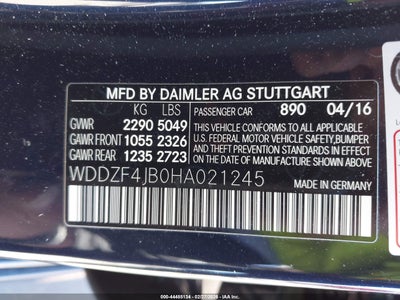 MFD BY DAIMLER AG STUTTGART
KG LBS PASSENGER CAR 890 04/16
GVWR 2290 5049
GAWR FRONT 1055 2326
GAWR REAR 1235 2723
THIS VEHICLE CONFORMS TO ALL APPLICABLE
U.S. FEDERAL MOTOR VEHICLE SAFETY,BUMPER
AND THEFT PREVENTION STANDARDS IN EFFECT
ON THE DATE OF MANUFACTURE SHOWN ABOVE.
WDDZF4JB0HA021245
MADE IN GERMANY